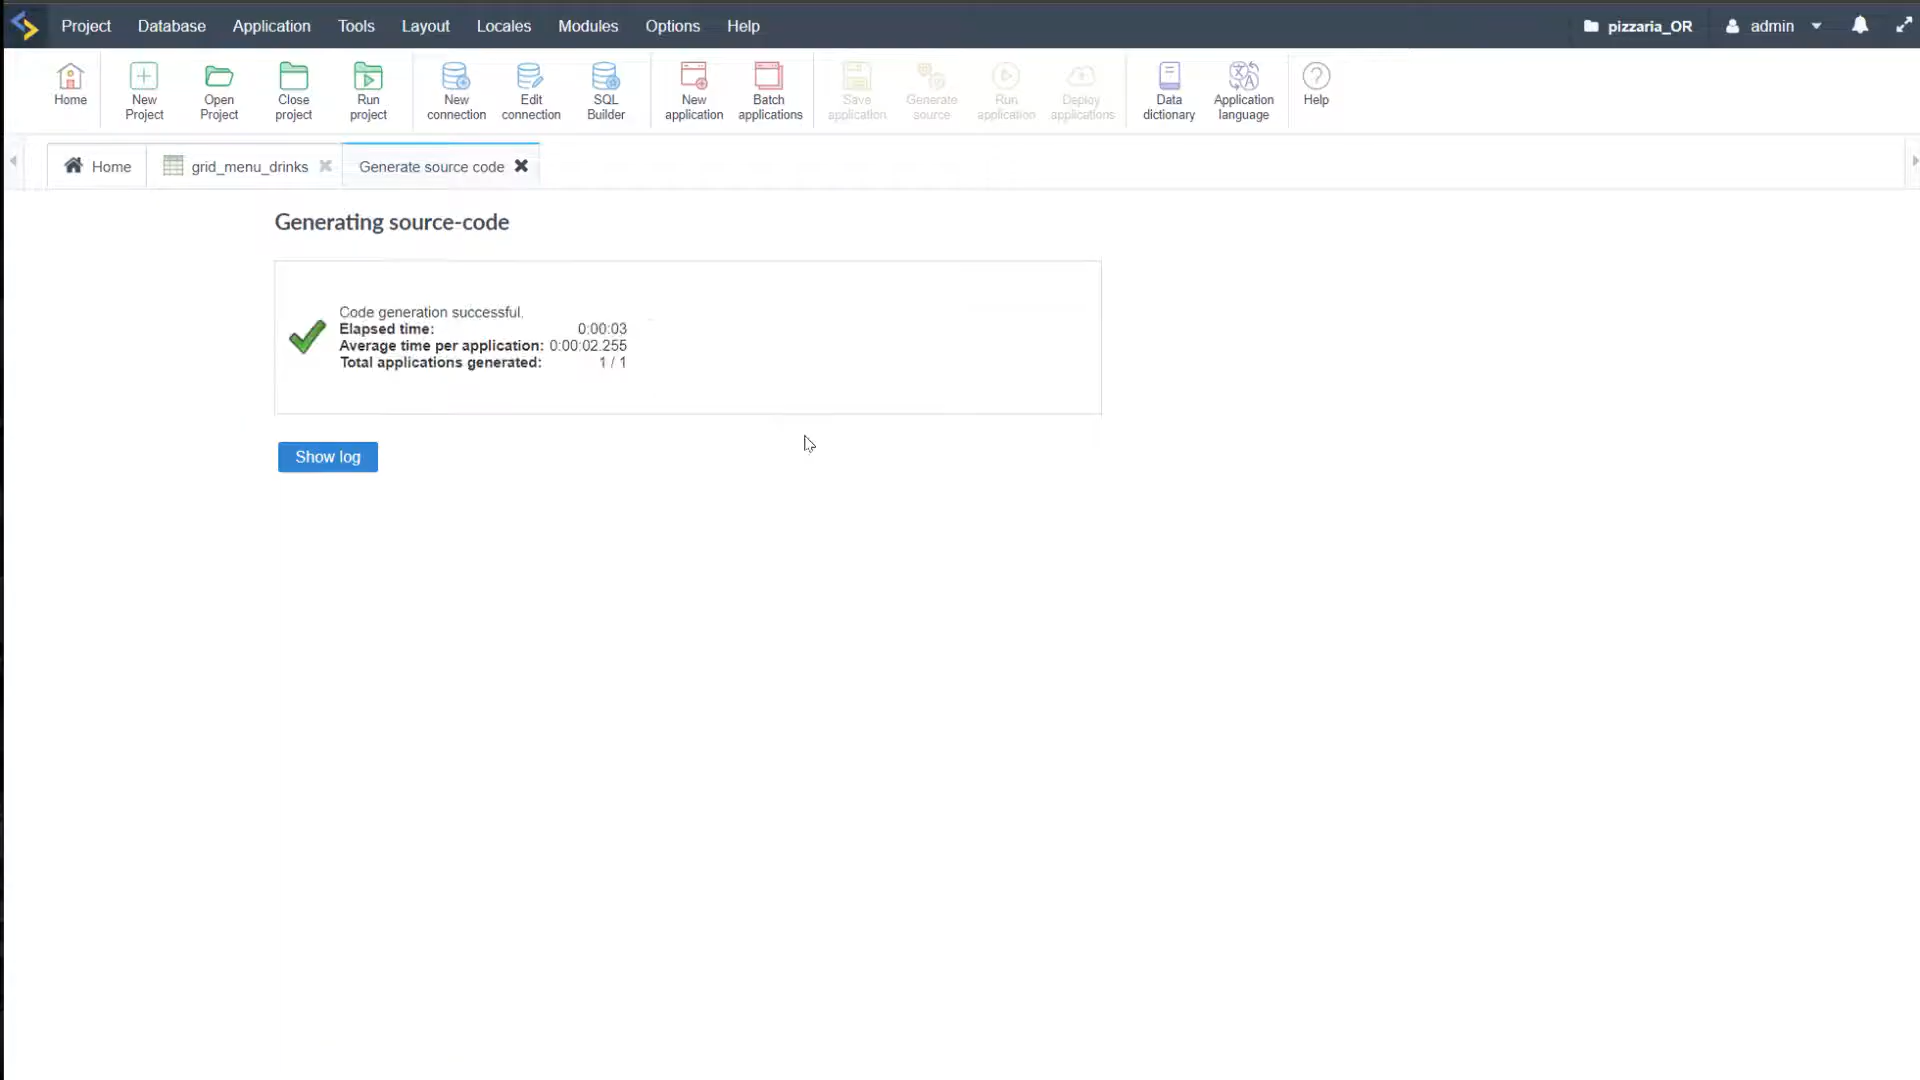 Project Database Application Tools Layout Locales Modules Options Help pizzaria_OR admin
Home New Project Open Project Close project Run project New connection Edit connection SQL Builder New application Batch applications Save application Generate source Run application Deploy applications Data dictionary Application language Help
Home grid_menu_drinks Generate source code
Generating source-code
Code generation successful.
Elapsed time: 0:00:03
Average time per application: 0:00:02.255
Total applications generated: 1 / 1
Show log